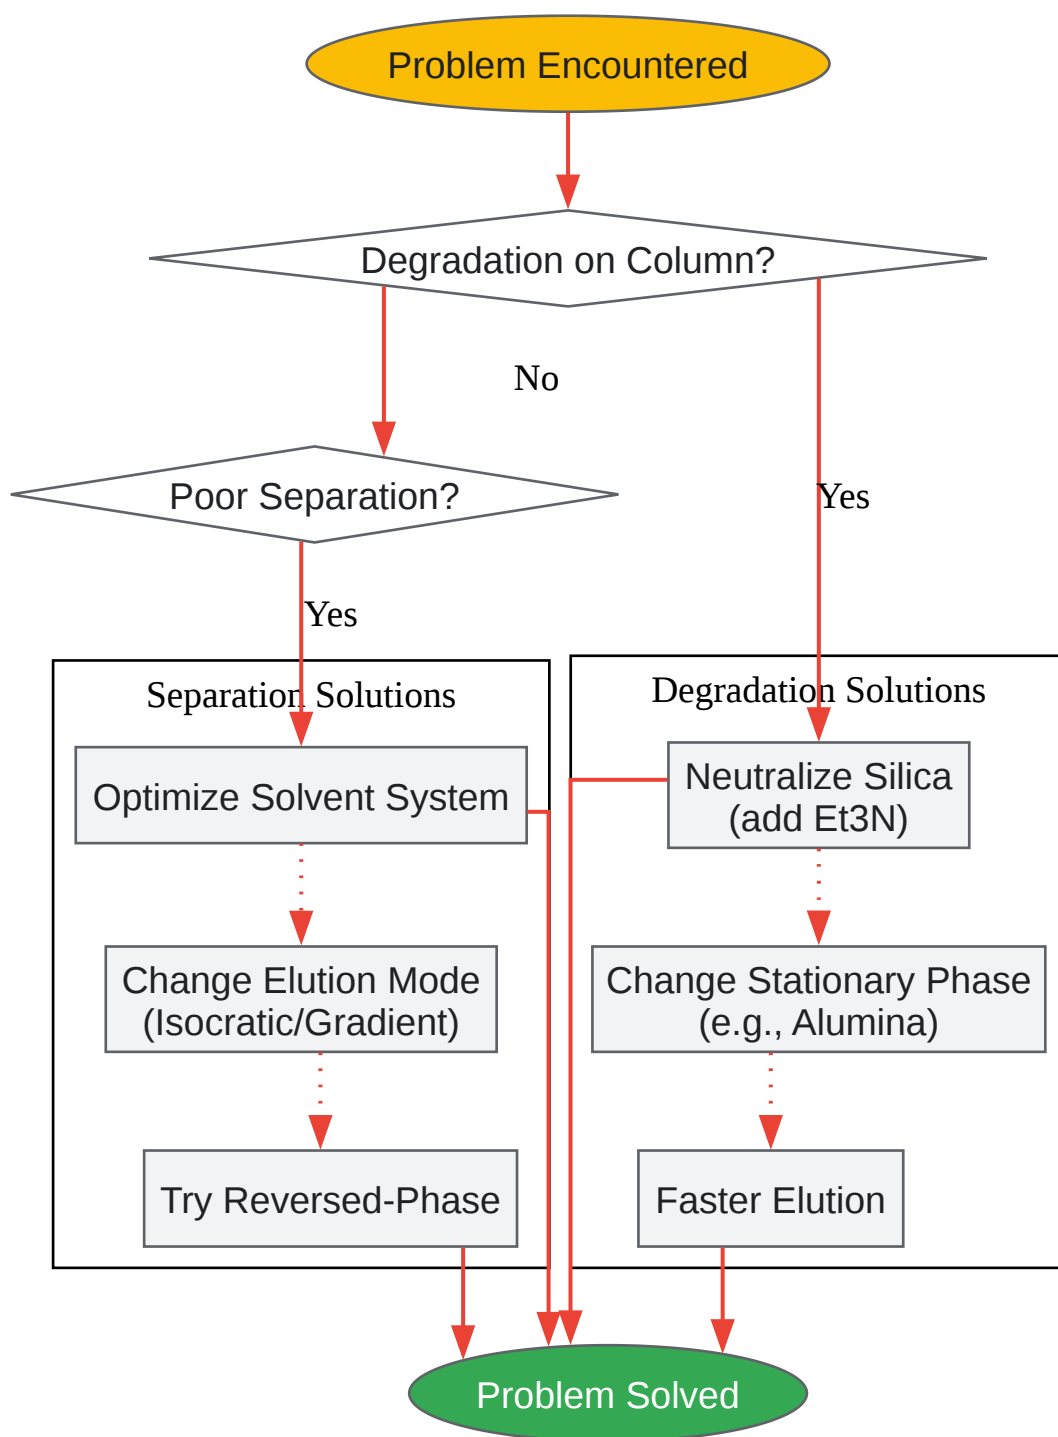 Problem Encountered
Degradation on Column?
No
Poor Separation?
Yes
Yes
Separation Solutions
Optimize Solvent System
Change Elution Mode
(Isocratic/Gradient)
Try Reversed-Phase
Degradation Solutions
Neutralize Silica
(add Et3N)
Change Stationary Phase
(e.g., Alumina)
Faster Elution
Problem Solved